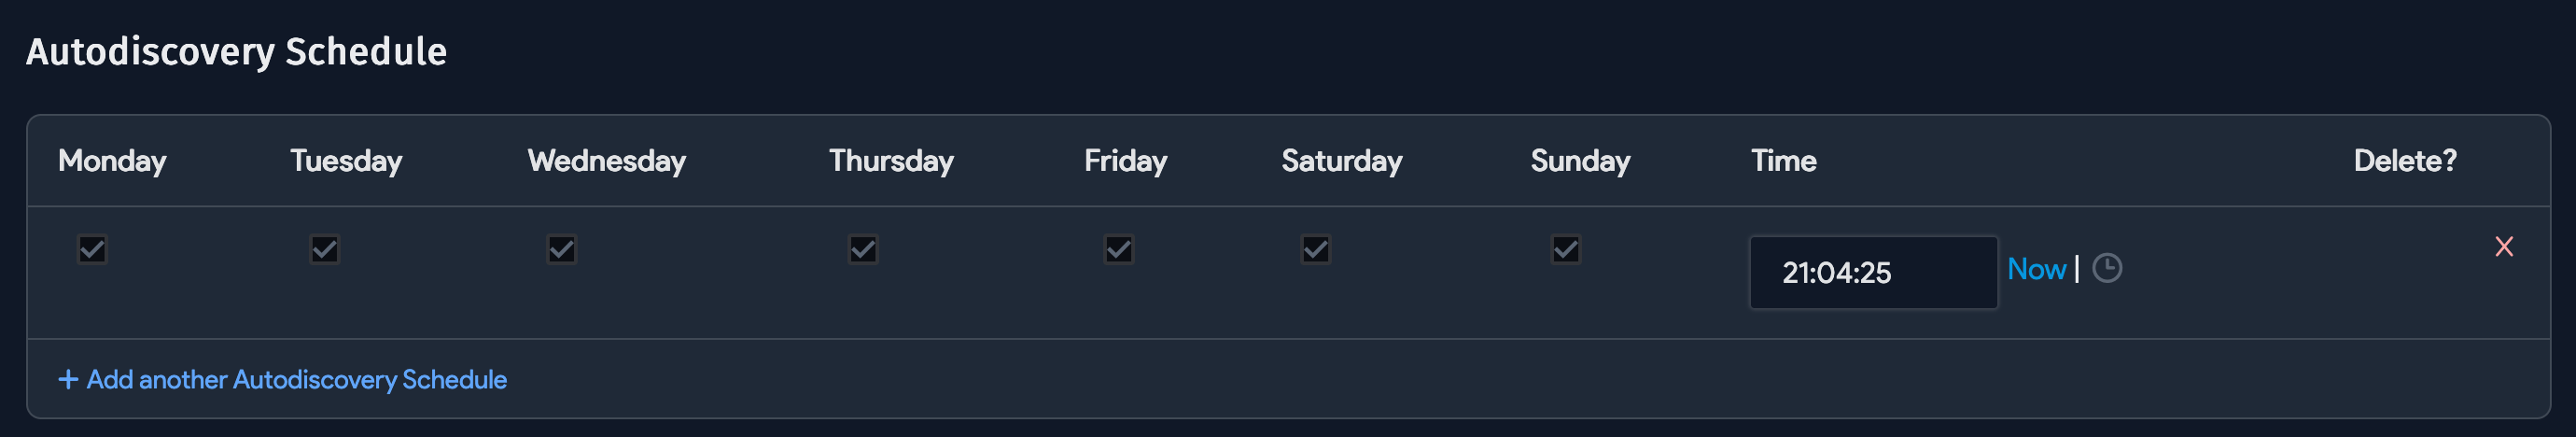 Autodiscovery Schedule
Monday Tuesday Wednesday Thursday Friday Saturday Sunday Time Delete?
21:04:25 Now |
+ Add another Autodiscovery Schedule